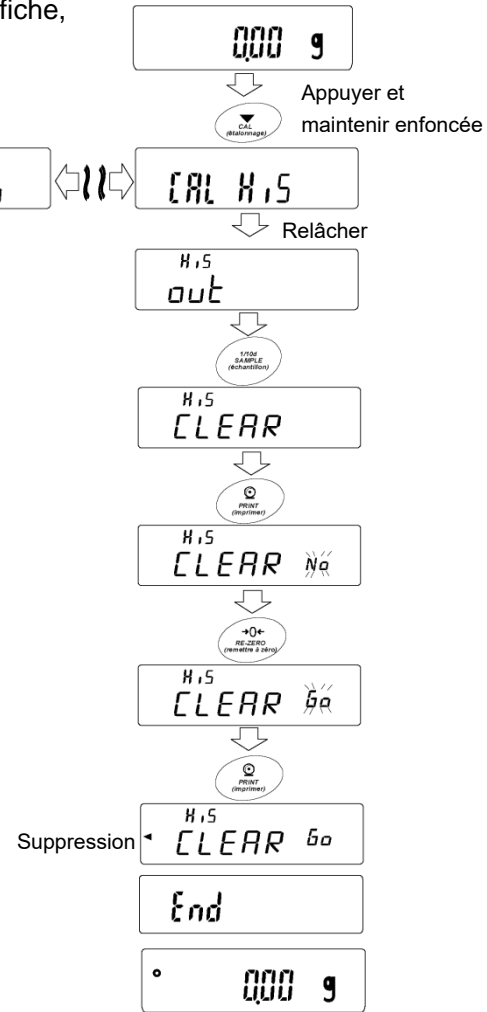 fiche,
0.00 g
Appuyer et
maintenir enfoncée
CAL
(étalonnage)
CAL HiS
Relâcher
HiS
out
1/10d
SAMPLE
(échantillon)
HiS
CLEAR
PRINT
(imprimer)
HiS
CLEAR No
→0←
RE-ZERO
(remettre à zéro)
HiS
CLEAR Go
PRINT
(imprimer)
HiS
Suppression CLEAR Go
End
0.00 g